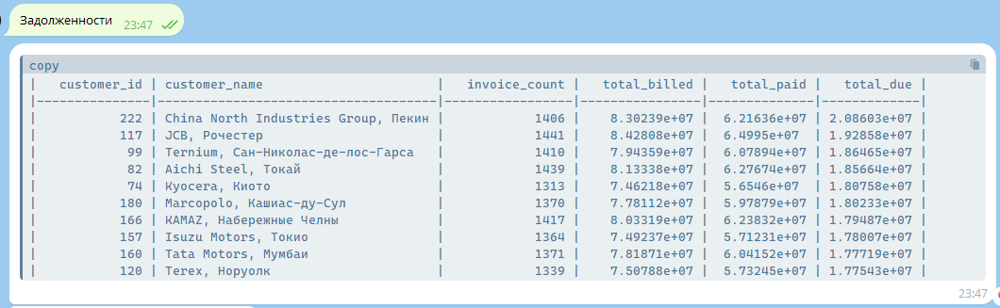 Задолженности 23:47
copy
| customer_id | customer_name | invoice_count | total_billed | total_paid | total_due |
|-------------|------------------------------------|-----------------|----------------|--------------|-------------|
| 222 | China North Industries Group, Пекин | 1406 | 8.30239e+07 | 6.21636e+07 | 2.08603e+07 |
| 117 | JCB, Рочестер | 1441 | 8.42808e+07 | 6.4995e+07 | 1.92858e+07 |
| 99 | Ternium, Сан-Николас-де-лос-Гарса | 1410 | 7.94359e+07 | 6.07894e+07 | 1.86465e+07 |
| 82 | Aichi Steel, Токай | 1439 | 8.13338e+07 | 6.27674e+07 | 1.85664e+07 |
| 74 | Kyocera, Киото | 1313 | 7.46218e+07 | 5.6546e+07 | 1.80758e+07 |
| 180 | Marcopolo, Кашиас-ду-Сул | 1370 | 7.78112e+07 | 5.97879e+07 | 1.80233e+07 |
| 166 | KAMAZ, Набережные Челны | 1417 | 8.03319e+07 | 6.23832e+07 | 1.79487e+07 |
| 157 | Isuzu Motors, Токио | 1364 | 7.49237e+07 | 5.71231e+07 | 1.78007e+07 |
| 160 | Tata Motors, Мумбаи | 1371 | 7.81871e+07 | 6.04152e+07 | 1.77719e+07 |
| 120 | Terex, Норуолк | 1339 | 7.50788e+07 | 5.73245e+07 | 1.77543e+07 |
23:47